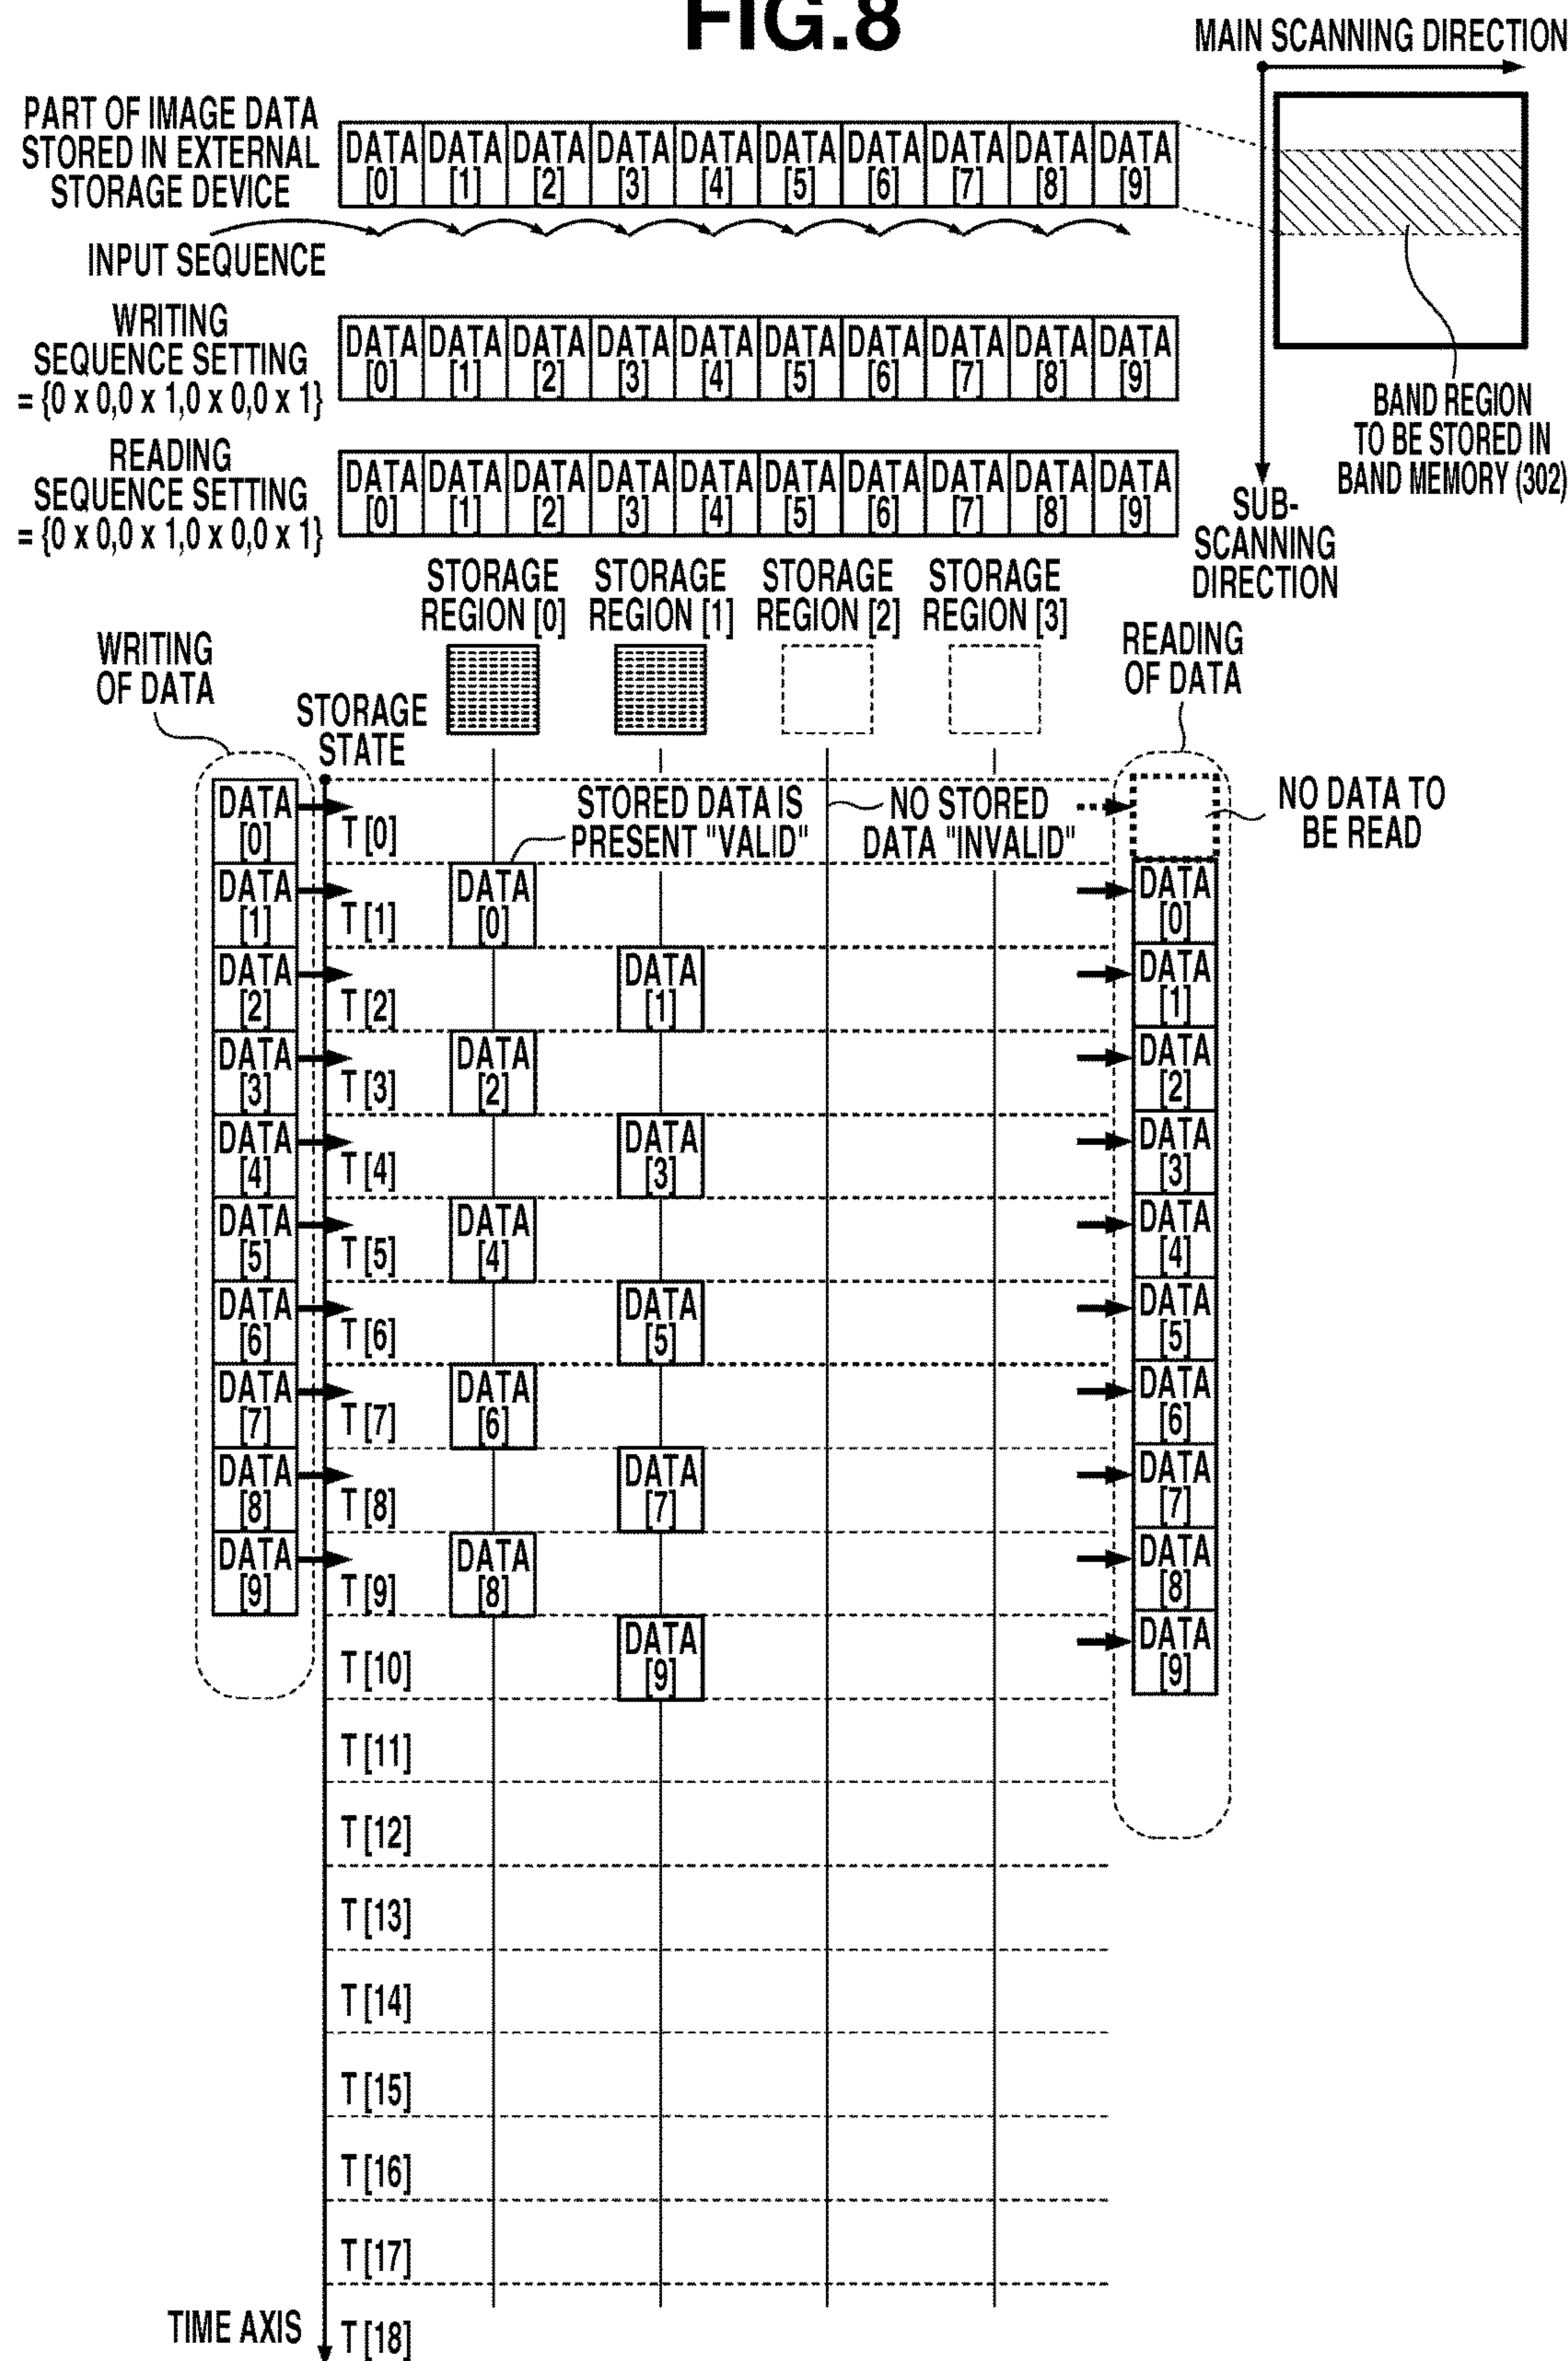 FIG.8
MAIN SCANNING DIRECTION
PART OF IMAGE DATA
STORED IN EXTERNAL
STORAGE DEVICE
DATA [0] DATA [1] DATA [2] DATA [3] DATA [4] DATA [5] DATA [6] DATA [7] DATA [8] DATA [9]
INPUT SEQUENCE
WRITING
SEQUENCE SETTING
= {0 x 0,0 x 1,0 x 0,0 x 1}
DATA [0] DATA [1] DATA [2] DATA [3] DATA [4] DATA [5] DATA [6] DATA [7] DATA [8] DATA [9]
BAND REGION
TO BE STORED IN
BAND MEMORY (302)
READING
SEQUENCE SETTING
= {0 x 0,0 x 1,0 x 0,0 x 1}
DATA [0] DATA [1] DATA [2] DATA [3] DATA [4] DATA [5] DATA [6] DATA [7] DATA [8] DATA [9]
SUB-
SCANNING
DIRECTION
STORAGE REGION [0]
STORAGE REGION [1]
STORAGE REGION [2]
STORAGE REGION [3]
WRITING
OF DATA
STORAGE
STATE
READING
OF DATA
DATA [0] T [0]
STORED DATA IS
PRESENT "VALID"
NO STORED
DATA "INVALID"
NO DATA TO
BE READ
DATA [1] T [1] DATA [0] DATA [0]
DATA [2] T [2] DATA [1] DATA [1]
DATA [3] T [3] DATA [2] DATA [2]
DATA [4] T [4] DATA [3] DATA [3]
DATA [5] T [5] DATA [4] DATA [4]
DATA [6] T [6] DATA [5] DATA [5]
DATA [7] T [7] DATA [6] DATA [6]
DATA [8] T [8] DATA [7] DATA [7]
DATA [9] T [9] DATA [8] DATA [8]
T [10] DATA [9] DATA [9]
T [11]
T [12]
T [13]
T [14]
T [15]
T [16]
T [17]
TIME AXIS T [18]